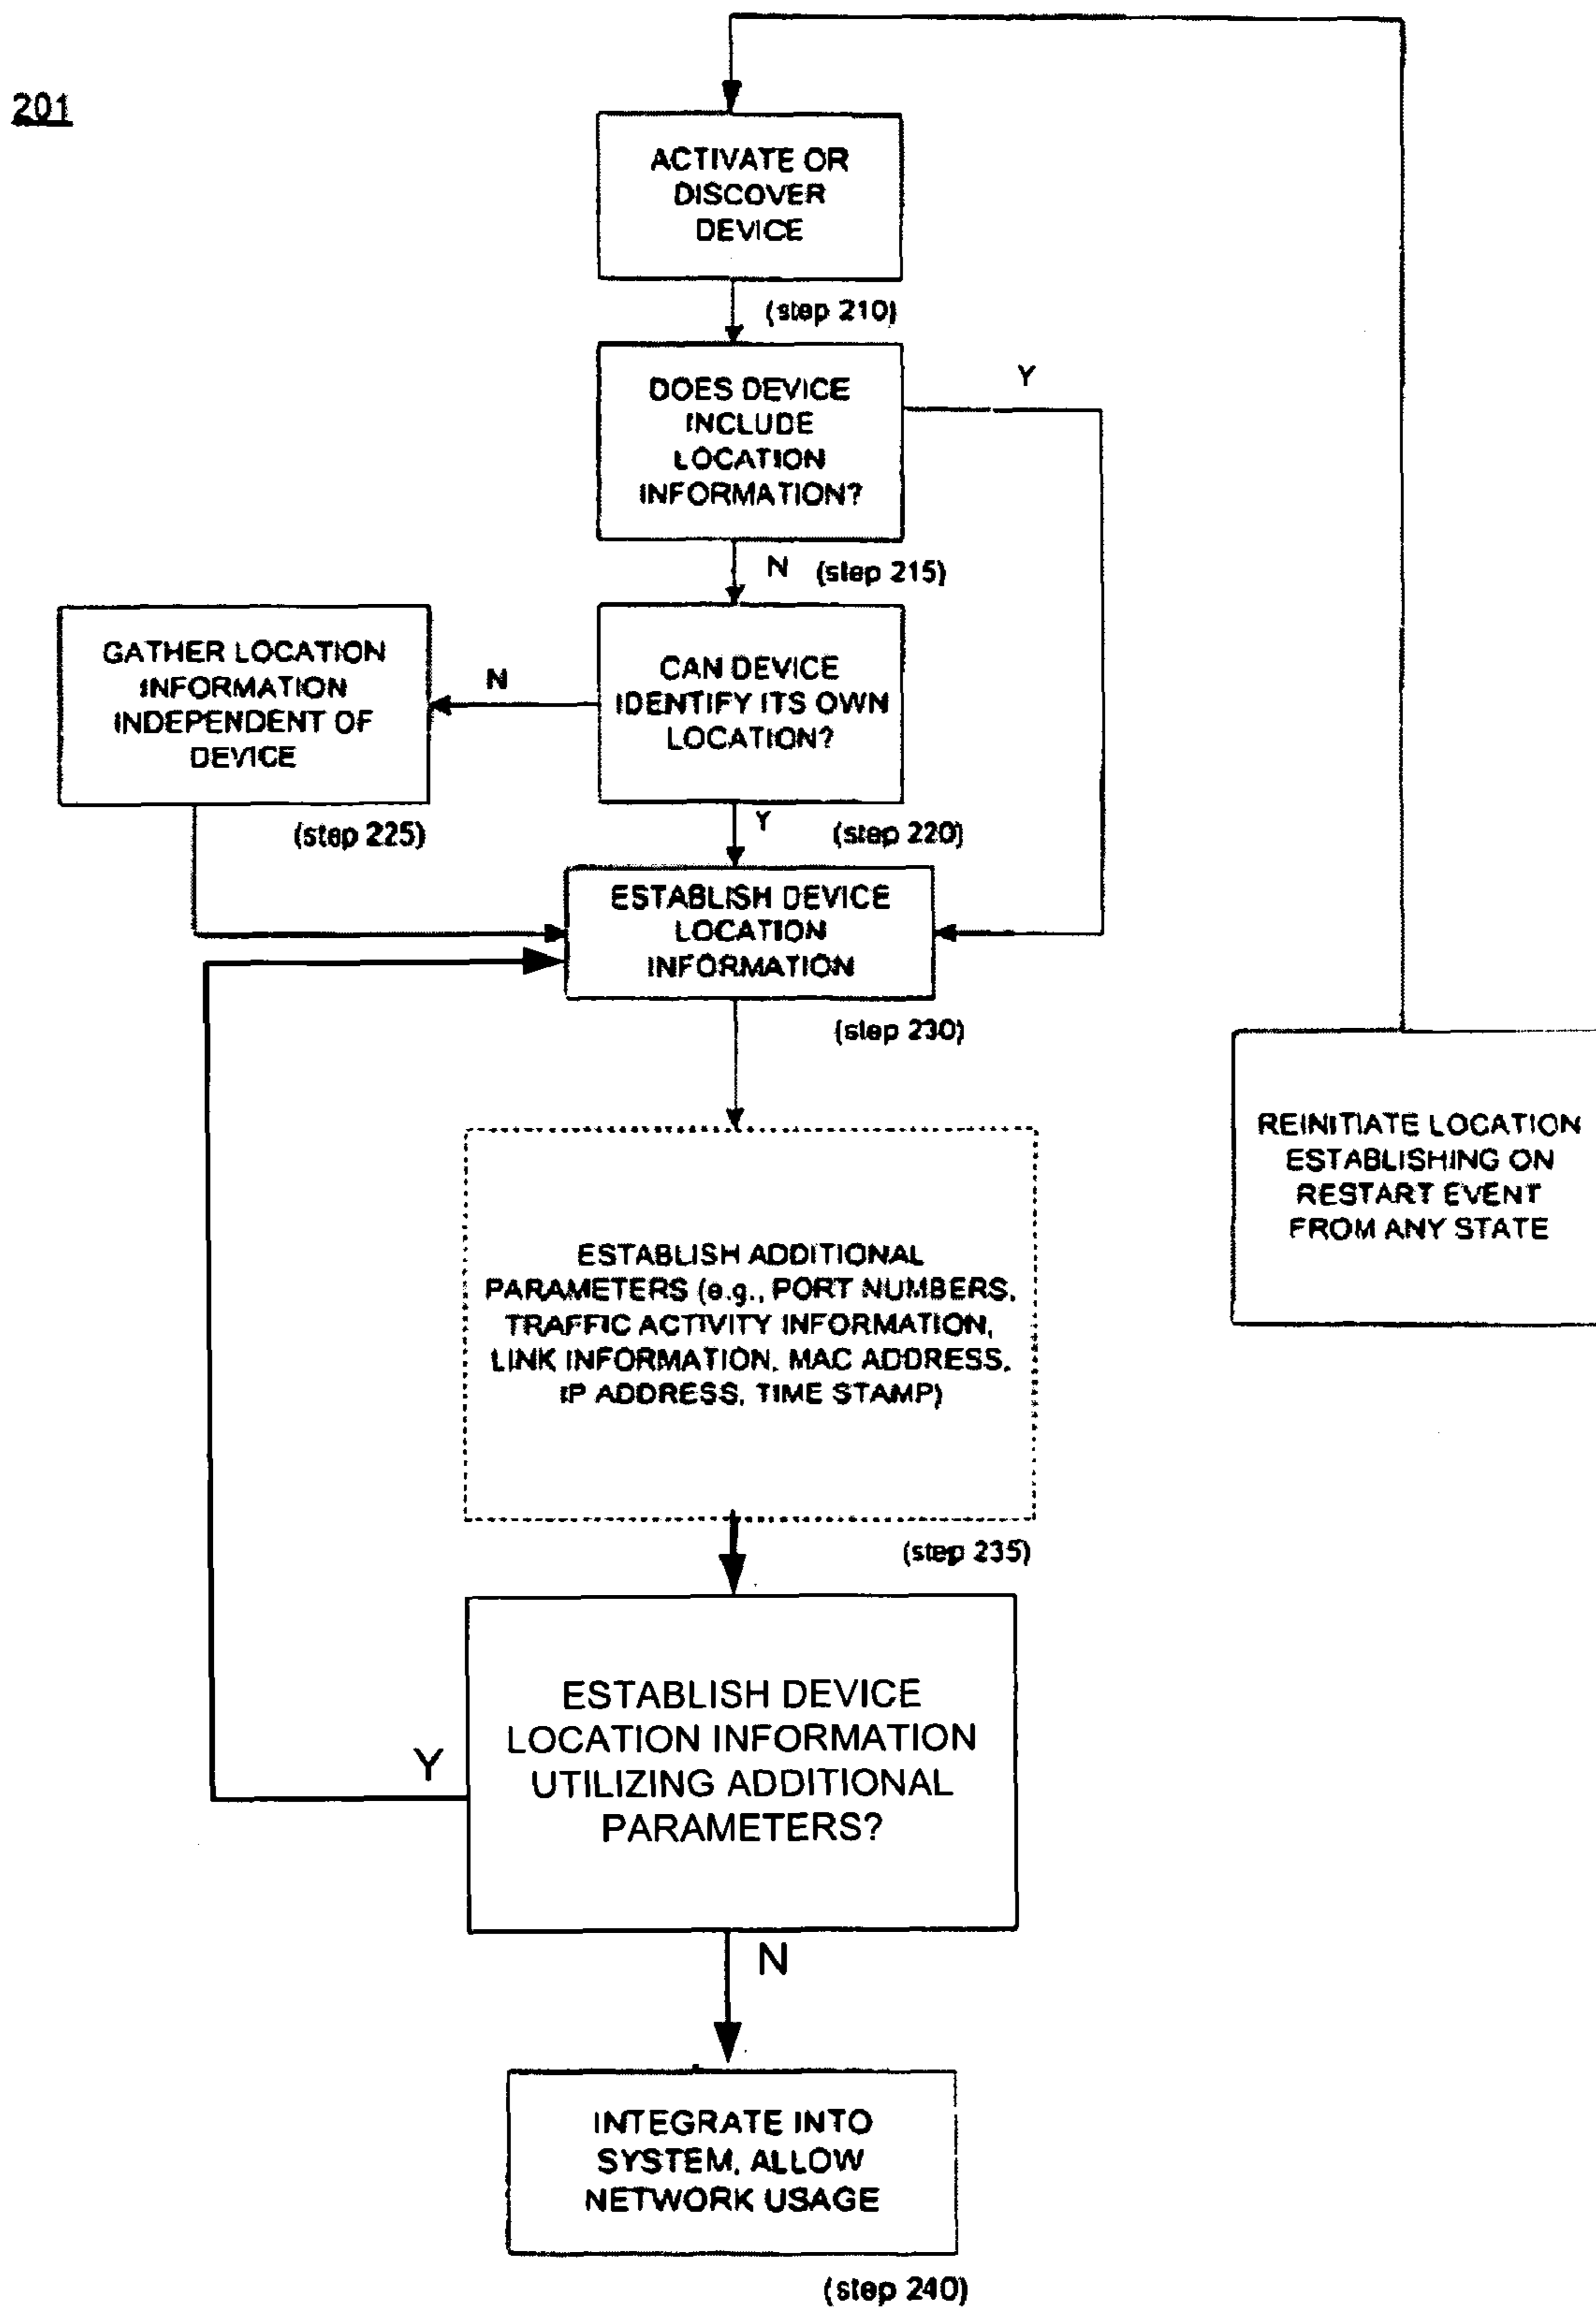 201
ACTIVATE OR
DISCOVER
DEVICE
(step 210)
DOES DEVICE
INCLUDE
LOCATION
INFORMATION?
Y
N
(step 215)
GATHER LOCATION
INFORMATION
INDEPENDENT OF
DEVICE
N
CAN DEVICE
IDENTIFY ITS OWN
LOCATION?
(step 225)
Y
(step 220)
ESTABLISH DEVICE
LOCATION
INFORMATION
(step 230)
REINITIATE LOCATION
ESTABLISHING ON
RESTART EVENT
FROM ANY STATE
ESTABLISH ADDITIONAL
PARAMETERS (e.g., PORT NUMBERS,
TRAFFIC ACTIVITY INFORMATION,
LINK INFORMATION, MAC ADDRESS,
IP ADDRESS, TIME STAMP)
(step 235)
ESTABLISH DEVICE
LOCATION INFORMATION
UTILIZING ADDITIONAL
PARAMETERS?
Y
N
INTEGRATE INTO
SYSTEM, ALLOW
NETWORK USAGE
(step 240)